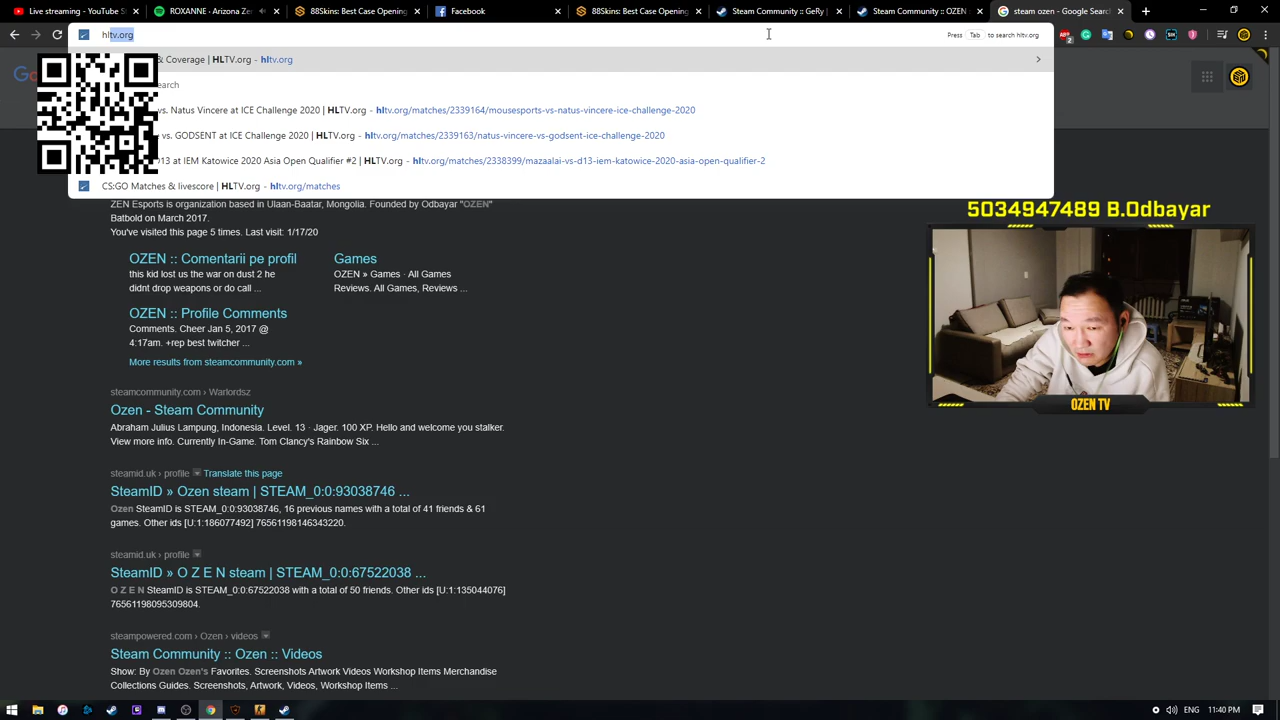 88Skins: Best CS:GO & D
Facebook
88Skins: Best CS:GO & D
Steam Community :: GeRy
Steam Community :: OZEN
steam ozen - Google Search
hltv.org
Press Tab to search hltv.org
& Coverage | HLTV.org - hltv.org
earch
vs. Natus Vincere at ICE Challenge 2020 | HLTV.org - hltv.org/matches/2339164/mousesports-vs-natus-vincere-ice-challenge-2020
vs. GODSENT at ICE Challenge 2020 | HLTV.org - hltv.org/matches/2339163/natus-vincere-vs-godsent-ice-challenge-2020
D13 at IEM Katowice 2020 Asia Open Qualifier #2 | HLTV.org - hltv.org/matches/2338399/mazaalai-vs-d13-iem-katowice-2020-asia-open-qualifier-2
CS:GO Matches & livescore | HLTV.org - hltv.org/matches
ZEN Esports is organization based in Ulaan-Baatar, Mongolia. Founded by Odbayar "OZEN"
Batbold on March 2017.
You've visited this page 5 times. Last visit: 1/17/20
5034947489 B.Odbayar
OZEN :: Comentarii pe profil
this kid lost us the war on dust 2 he
didnt drop weapons or do call ...
Games
OZEN » Games · All Games
Reviews. All Games, Reviews ...
OZEN :: Profile Comments
Comments. Cheer Jan 5, 2017 @
4:17am. +rep best twitcher ...
More results from steamcommunity.com »
OZEN TV
steamcommunity.com › Warlordsz
Ozen - Steam Community
Abraham Julius Lampung, Indonesia. Level. 13 · Jager. 100 XP. Hello and welcome you stalker.
View more info. Currently In-Game. Tom Clancy's Rainbow Six ...
steamid.uk › profile Translate this page
SteamID » Ozen steam | STEAM_0:0:93038746 ...
Ozen SteamID is STEAM_0:0:93038746, 16 previous names with a total of 41 friends & 61
games. Other ids [U:1:186077492] 76561198146343220.
steamid.uk › profile
SteamID » O Z E N steam | STEAM_0:0:67522038 ...
O Z E N SteamID is STEAM_0:0:67522038 with a total of 50 friends. Other ids [U:1:135044076]
76561198095309804.
steampowered.com › Ozen › videos
Steam Community :: Ozen :: Videos
Show: By Ozen Ozen's Favorites. Screenshots Artwork Videos Workshop Items Merchandise
Collections Guides. Screenshots, Artwork, Videos, Workshop Items ...
ENG
11:40 PM